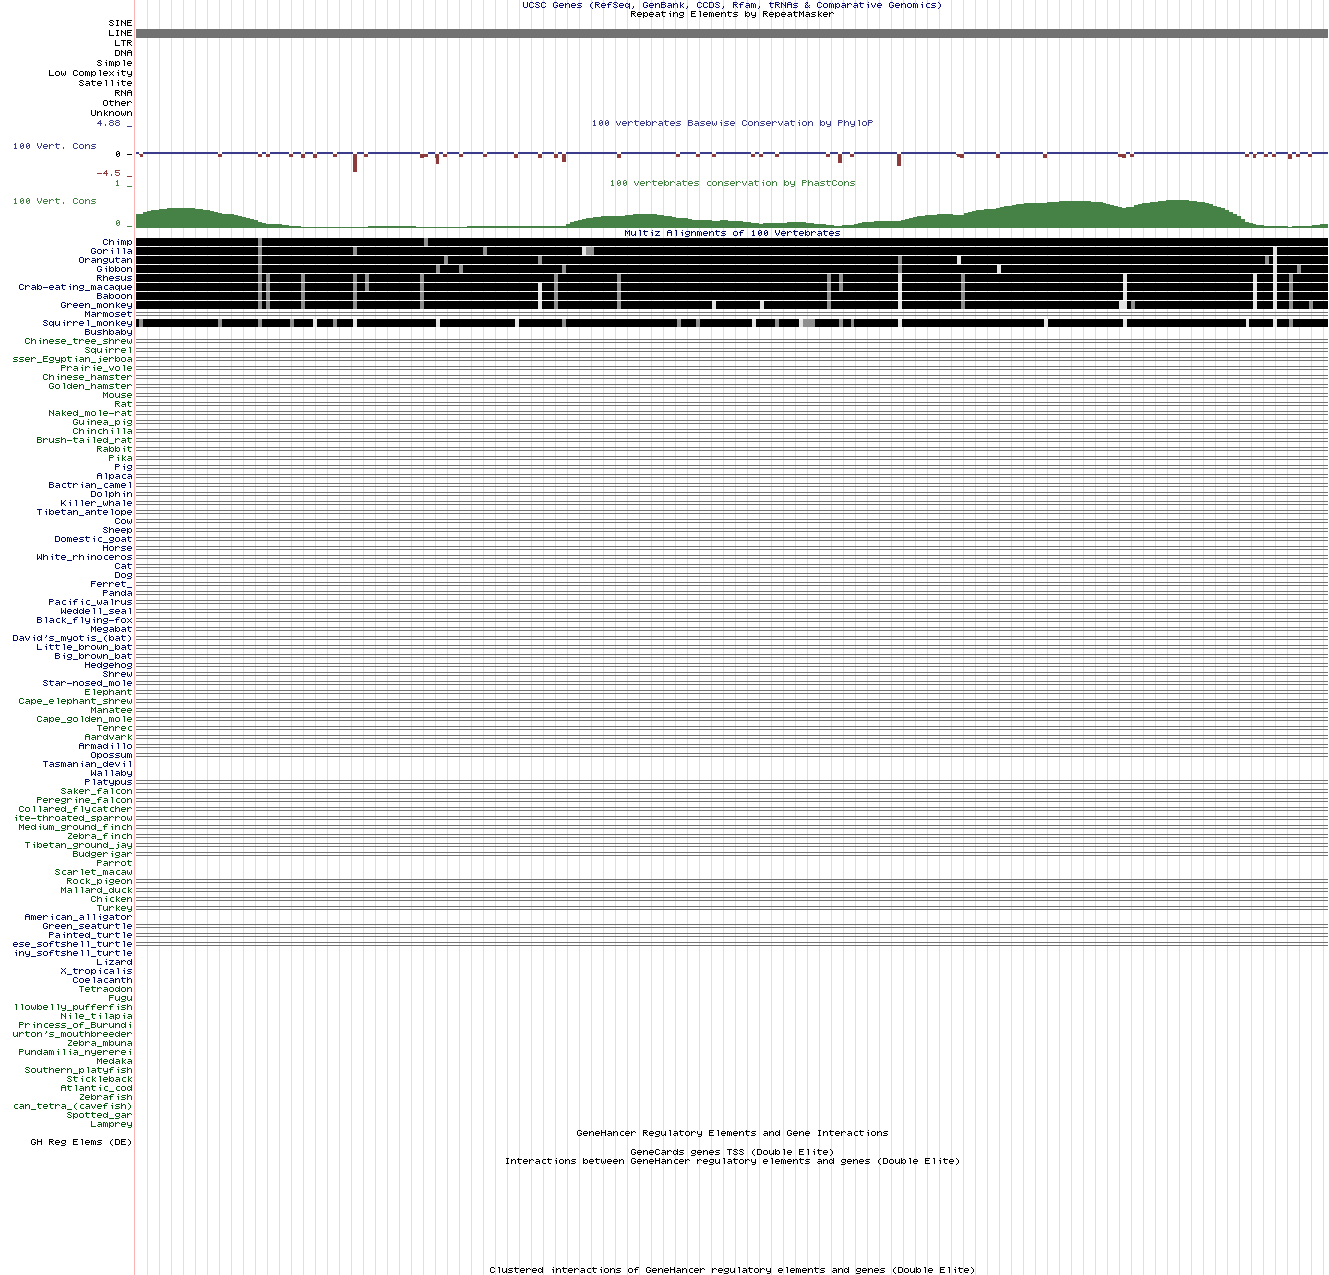 UCSC Genes (RefSeq, GenBank, CCDS, Rfam, tRNAs & Comparative Genomics)
Repeating Elements by RepeatMasker
SINE
LINE
LTR
DNA
Simple
Low Complexity
Satellite
RNA
Other
Unknown
4.88 _
100 vertebrates Basewise Conservation by PhyloP
100 Vert. Cons
0 _
-4.5 _
1 _
100 vertebrates conservation by PhastCons
100 Vert. Cons
0 _
Multiz Alignments of 100 Vertebrates
Chimp
Gorilla
Orangutan
Gibbon
Rhesus
Crab-eating_macaque
Baboon
Green_monkey
Marmoset
Squirrel_monkey
Bushbaby
Chinese_tree_shrew
Squirrel
sser_Egyptian_jerboa
Prairie_vole
Chinese_hamster
Golden_hamster
Mouse
Rat
Naked_mole-rat
Guinea_pig
Chinchilla
Brush-tailed_rat
Rabbit
Pika
Pig
Alpaca
Bactrian_camel
Dolphin
Killer_whale
Tibetan_antelope
Cow
Sheep
Domestic_goat
Horse
White_rhinoceros
Cat
Dog
Ferret_
Panda
Pacific_walrus
Weddell_seal
Black_flying-fox
Megabat
David's_myotis_(bat)
Little_brown_bat
Big_brown_bat
Hedgehog
Shrew
Star-nosed_mole
Elephant
Cape_elephant_shrew
Manatee
Cape_golden_mole
Tenrec
Aardvark
Armadillo
Opossum
Tasmanian_devil
Wallaby
Platypus
Saker_falcon
Peregrine_falcon
Collared_flycatcher
ite-throated_sparrow
Medium_ground_finch
Zebra_finch
Tibetan_ground_jay
Budgerigar
Parrot
Scarlet_macaw
Rock_pigeon
Mallard_duck
Chicken
Turkey
American_alligator
Green_seaturtle
Painted_turtle
ese_softshell_turtle
iny_softshell_turtle
Lizard
X_tropicalis
Coelacanth
Tetraodon
Fugu
llowbelly_pufferfish
Nile_tilapia
Princess_of_Burundi
urton's_mouthbreeder
Zebra_mbuna
Pundamilia_nyererei
Medaka
Southern_platyfish
Stickleback
Atlantic_cod
Zebrafish
can_tetra_(cavefish)
Spotted_gar
Lamprey
GeneHancer Regulatory Elements and Gene Interactions
GH Reg Elems (DE)
GeneCards genes TSS (Double Elite)
Interactions between GeneHancer regulatory elements and genes (Double Elite)
Clustered interactions of GeneHancer regulatory elements and genes (Double Elite)